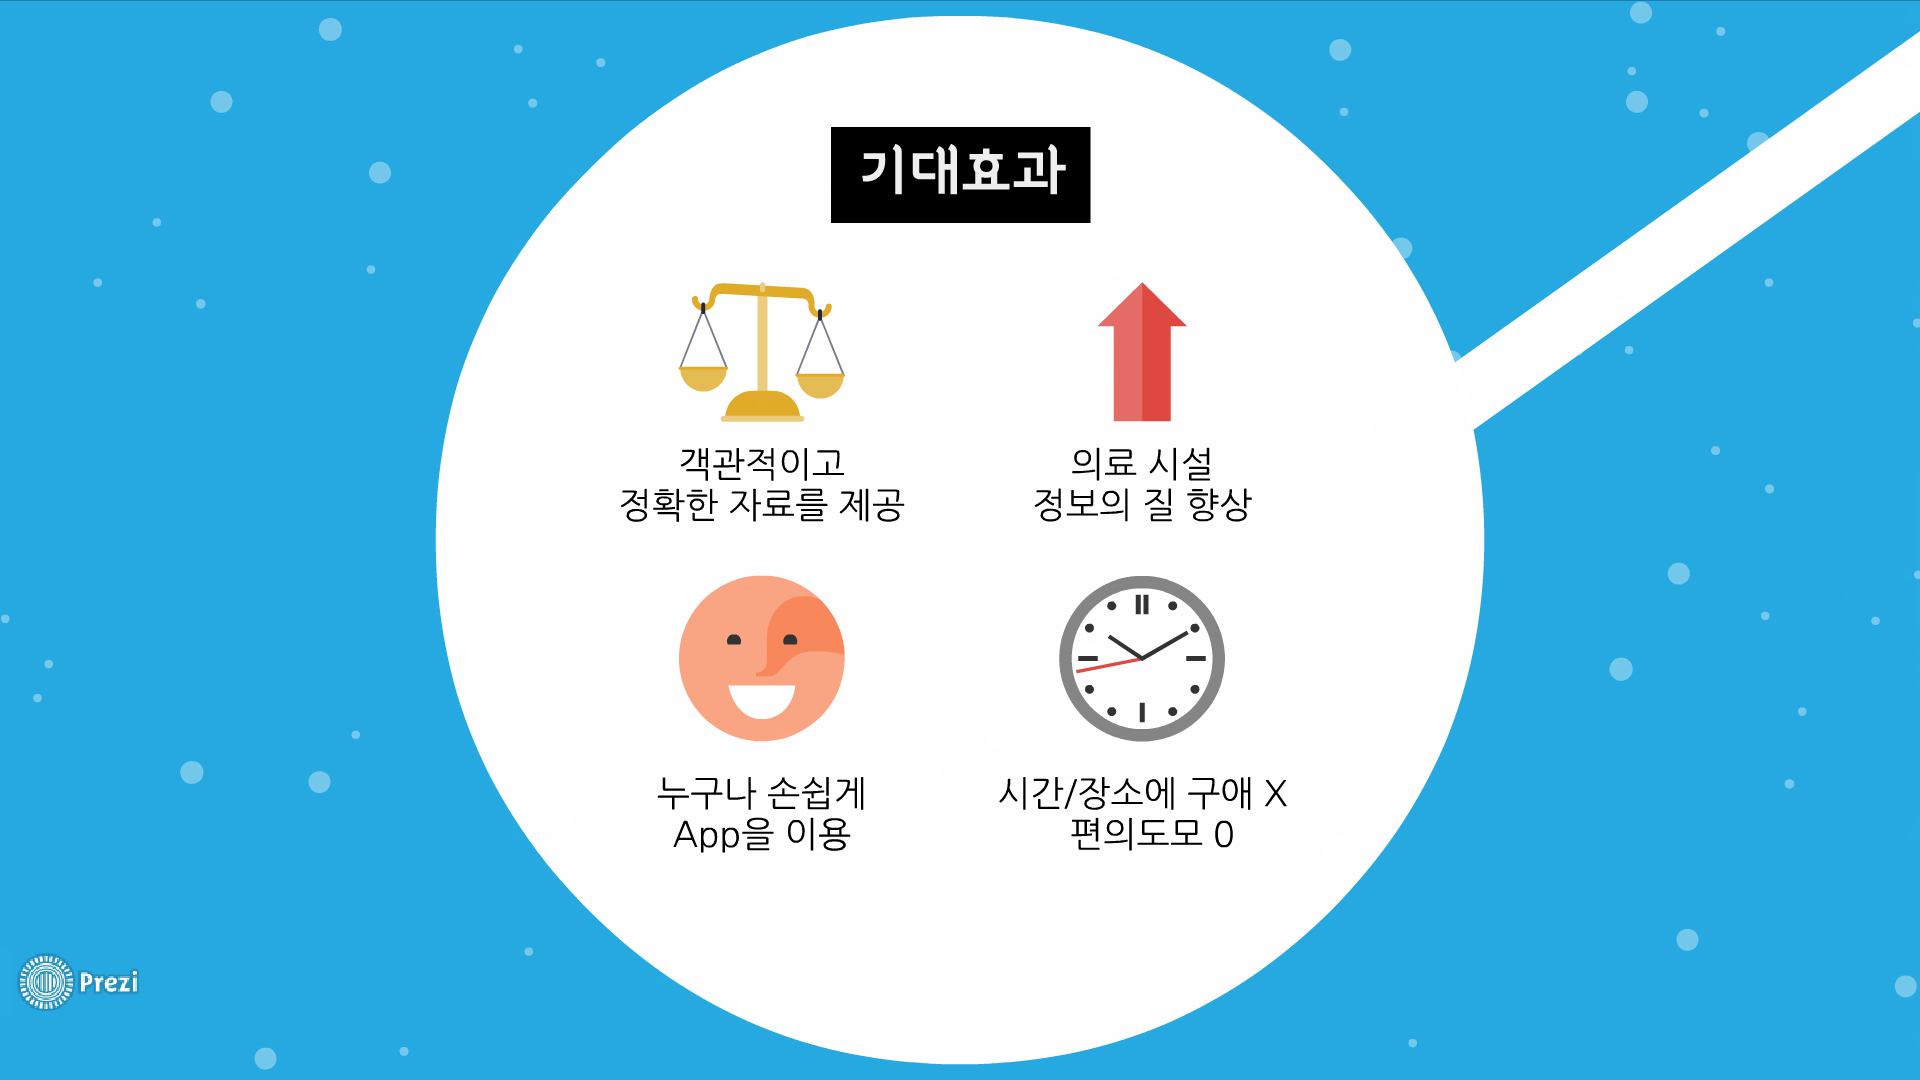 기대효과
객관적이고
정확한 자료를 제공
의료 시설
정보의 질 향상
누구나 손쉽게
App을 이용
시간/장소에 구애 X
편의도모 0
Prezi